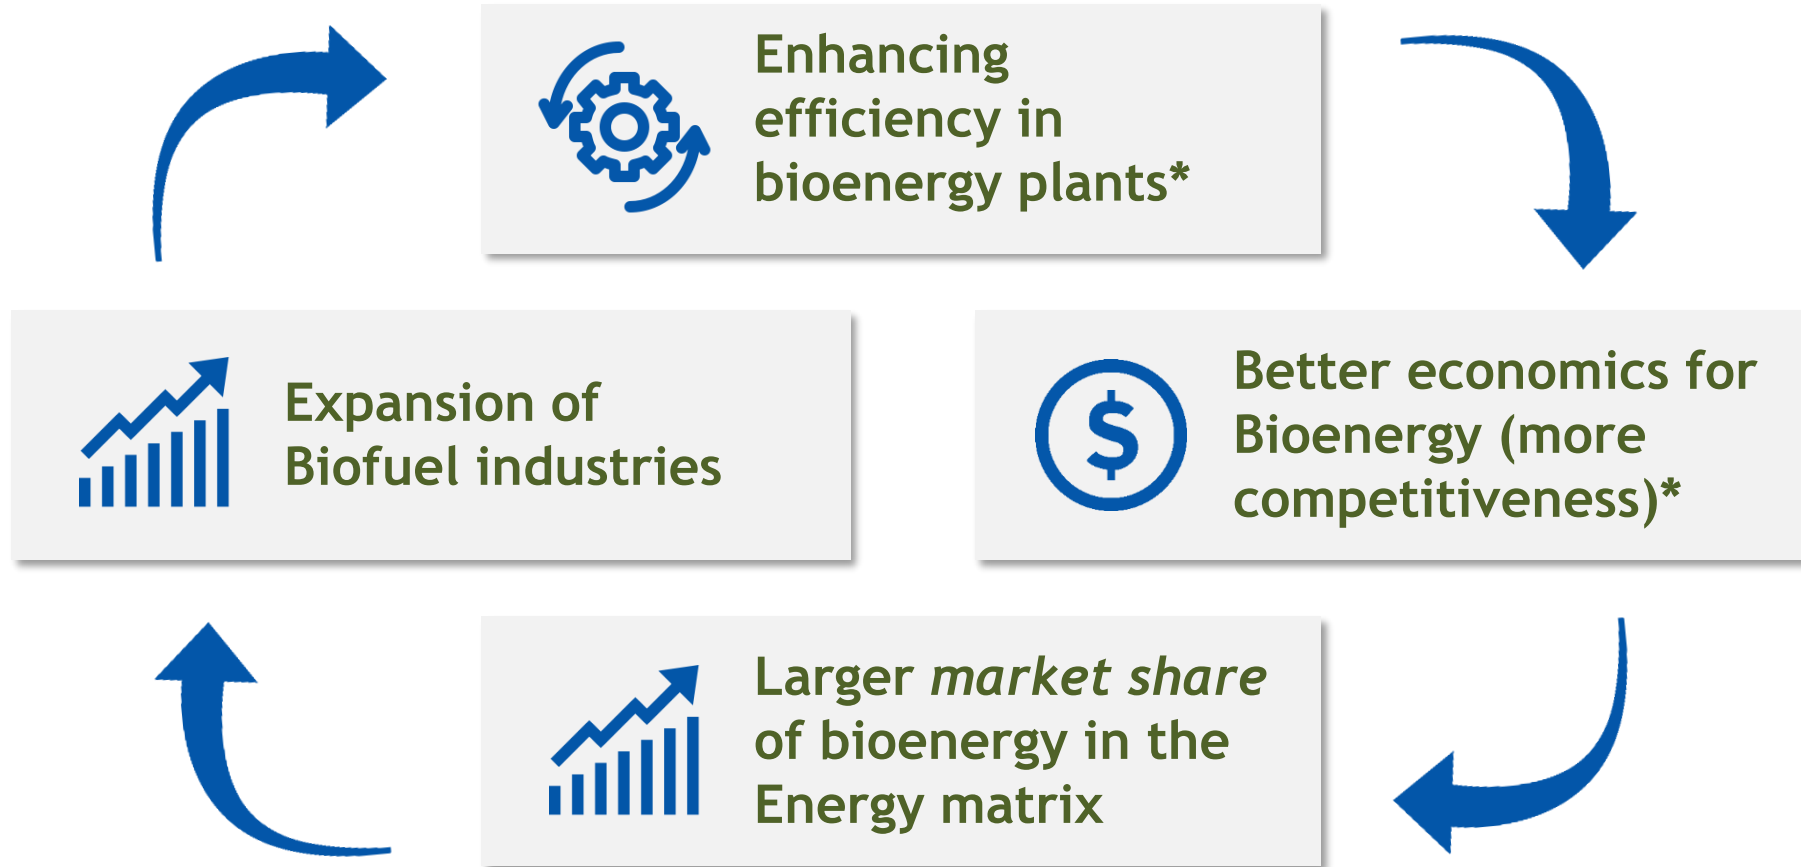 Enhancing
efficiency in
bioenergy plants*
Expansion of
Biofuel industries
$
Better economics for
Bioenergy (more
competitiveness)*
Larger market share
of bioenergy in the
Energy matrix